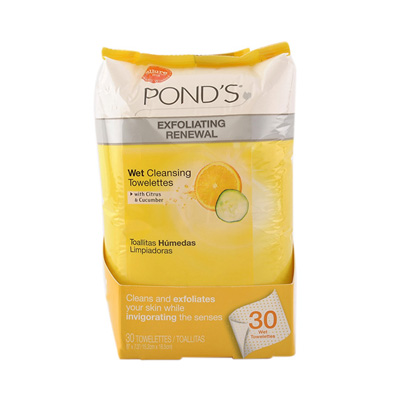 allure
POND'S
EXFOLIATING
RENEWAL
Wet Cleansing
Towelettes
with Citrus
& Cucumber
Toallitas Húmedas
Limpiadoras
Cleans and exfoliates
your skin while
invigorating the senses
30
Wet
Towelettes
30 TOWELETTES / TOALLITAS